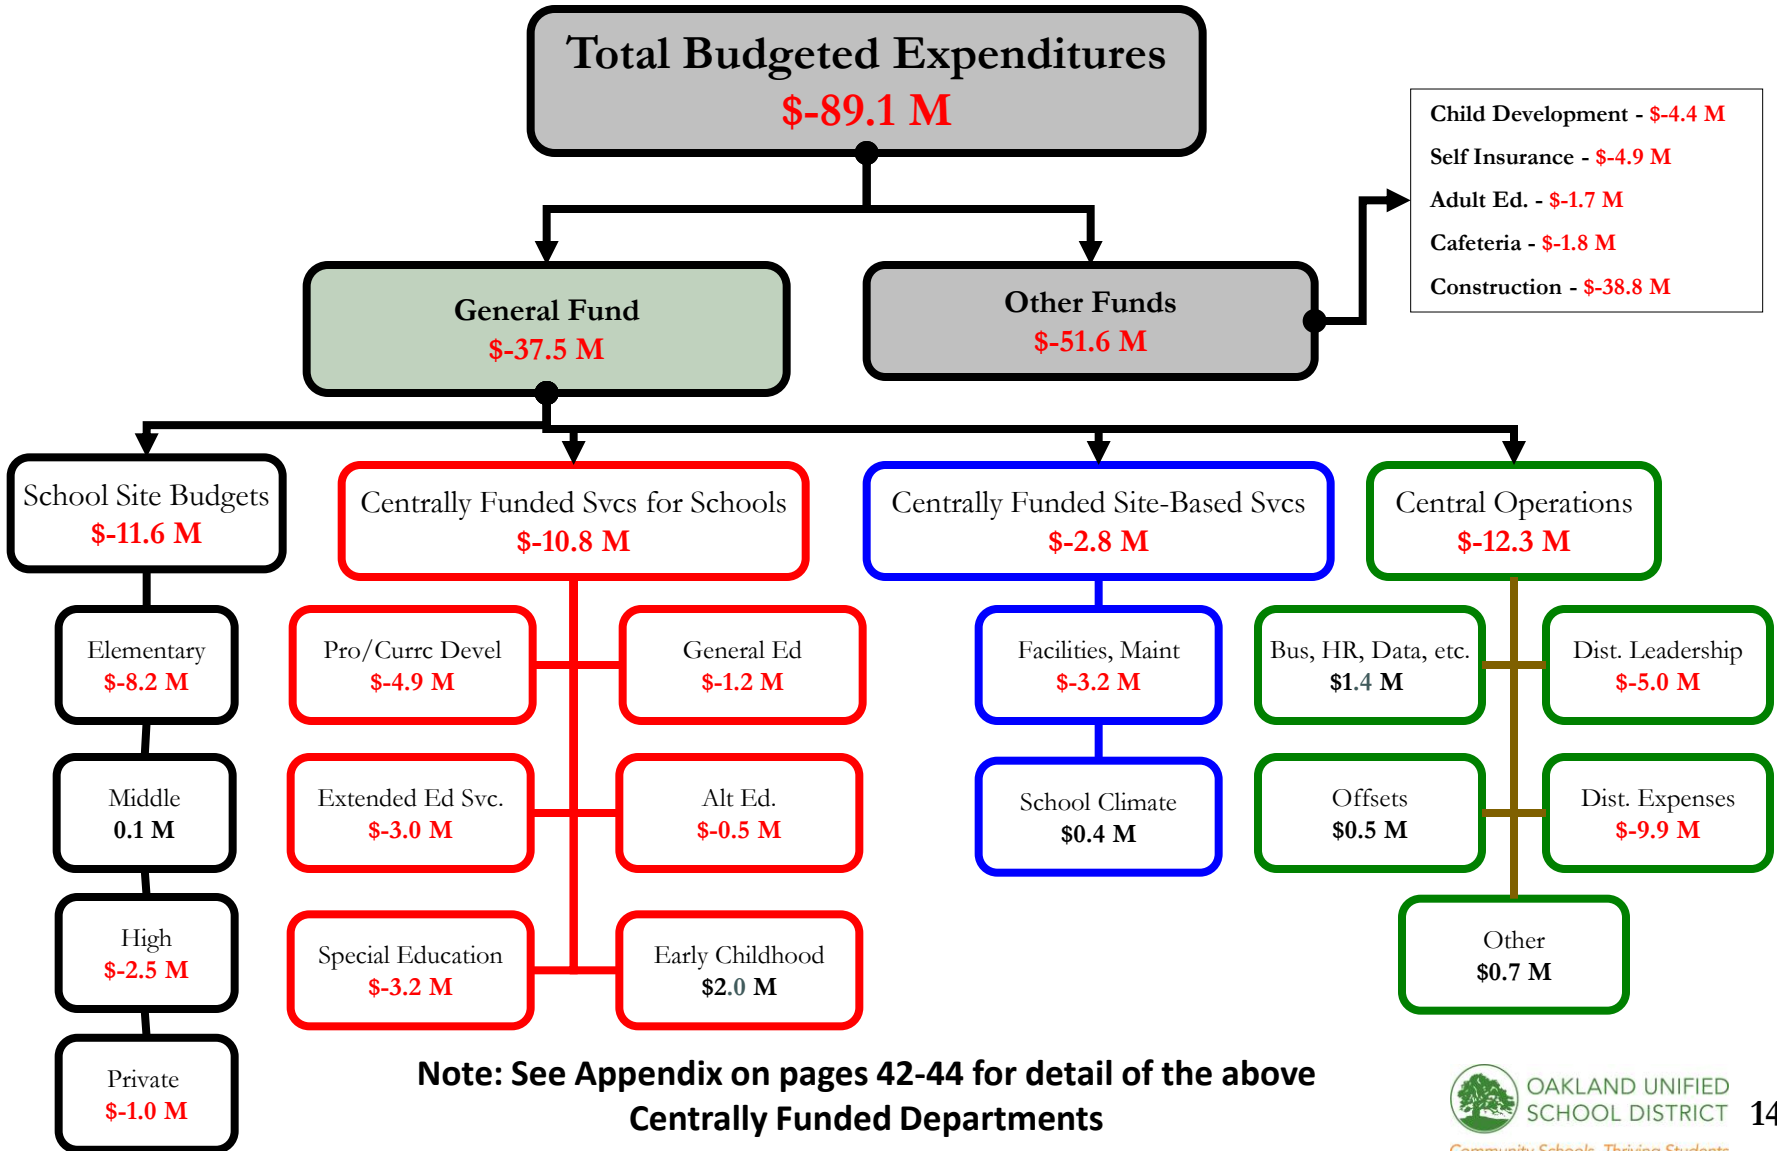 Total Budgeted Expenditures
$-89.1 M
Child Development - $-4.4 M
Self Insurance - $-4.9 M
Adult Ed. - $-1.7 M
Cafeteria - $-1.8 M
Construction - $-38.8 M
General Fund
$-37.5 M
Other Funds
$-51.6 M
School Site Budgets
$-11.6 M
Centrally Funded Svcs for Schools
$-10.8 M
Centrally Funded Site-Based Svcs
$-2.8 M
Central Operations
$-12.3 M
Elementary
$-8.2 M
Middle
0.1 M
High
$-2.5 M
Private
$-1.0 M
Pro/Currc Devel
$-4.9 M
General Ed
$-1.2 M
Extended Ed Svc.
$-3.0 M
Alt Ed.
$-0.5 M
Special Education
$-3.2 M
Early Childhood
$2.0 M
Facilities, Maint
$-3.2 M
School Climate
$0.4 M
Bus, HR, Data, etc.
$1.4 M
Dist. Leadership
$-5.0 M
Offsets
$0.5 M
Dist. Expenses
$-9.9 M
Other
$0.7 M
Note: See Appendix on pages 42-44 for detail of the above
Centrally Funded Departments
OAKLAND UNIFIED
SCHOOL DISTRICT
Community Schools, Thriving Students
14